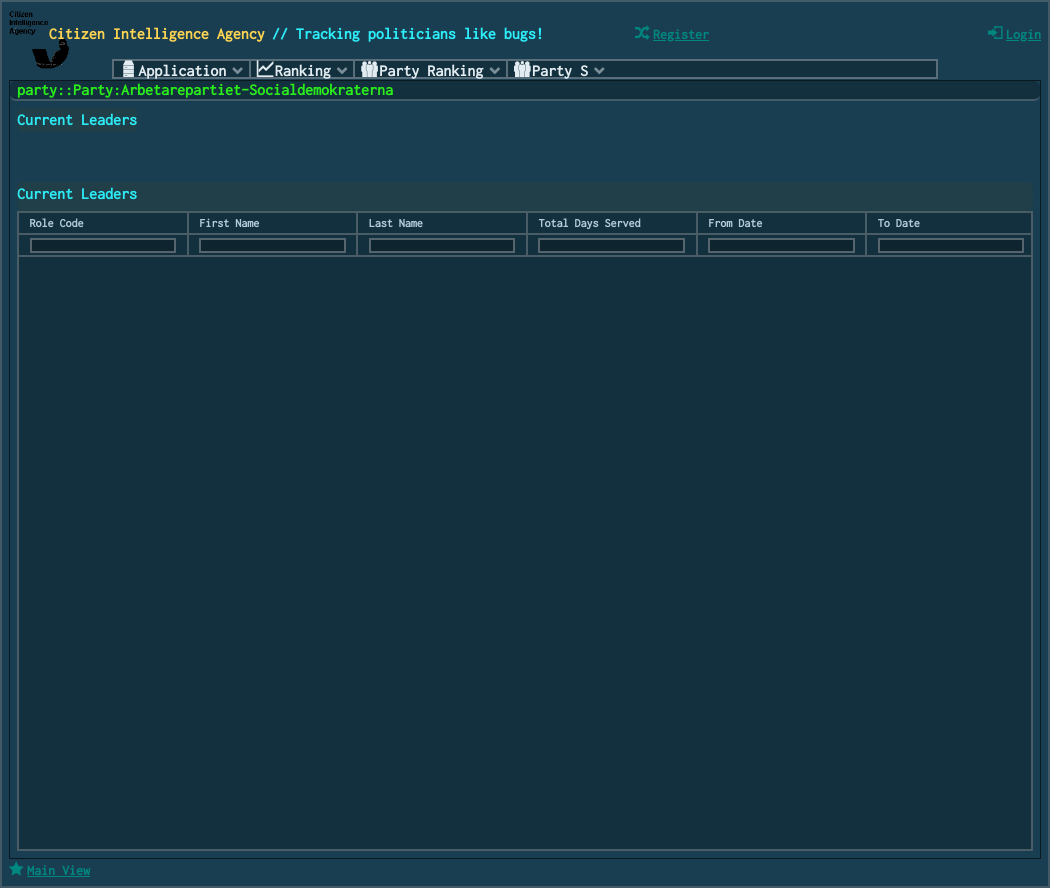 Citizen
Intelligence
Agency
Citizen Intelligence Agency // Tracking politicians like bugs!
Register
Login
Application
Ranking
Party Ranking
Party S
party::Party:Arbetarepartiet-Socialdemokraterna
Current Leaders
Current Leaders
Role Code
First Name
Last Name
Total Days Served
From Date
To Date
Main View